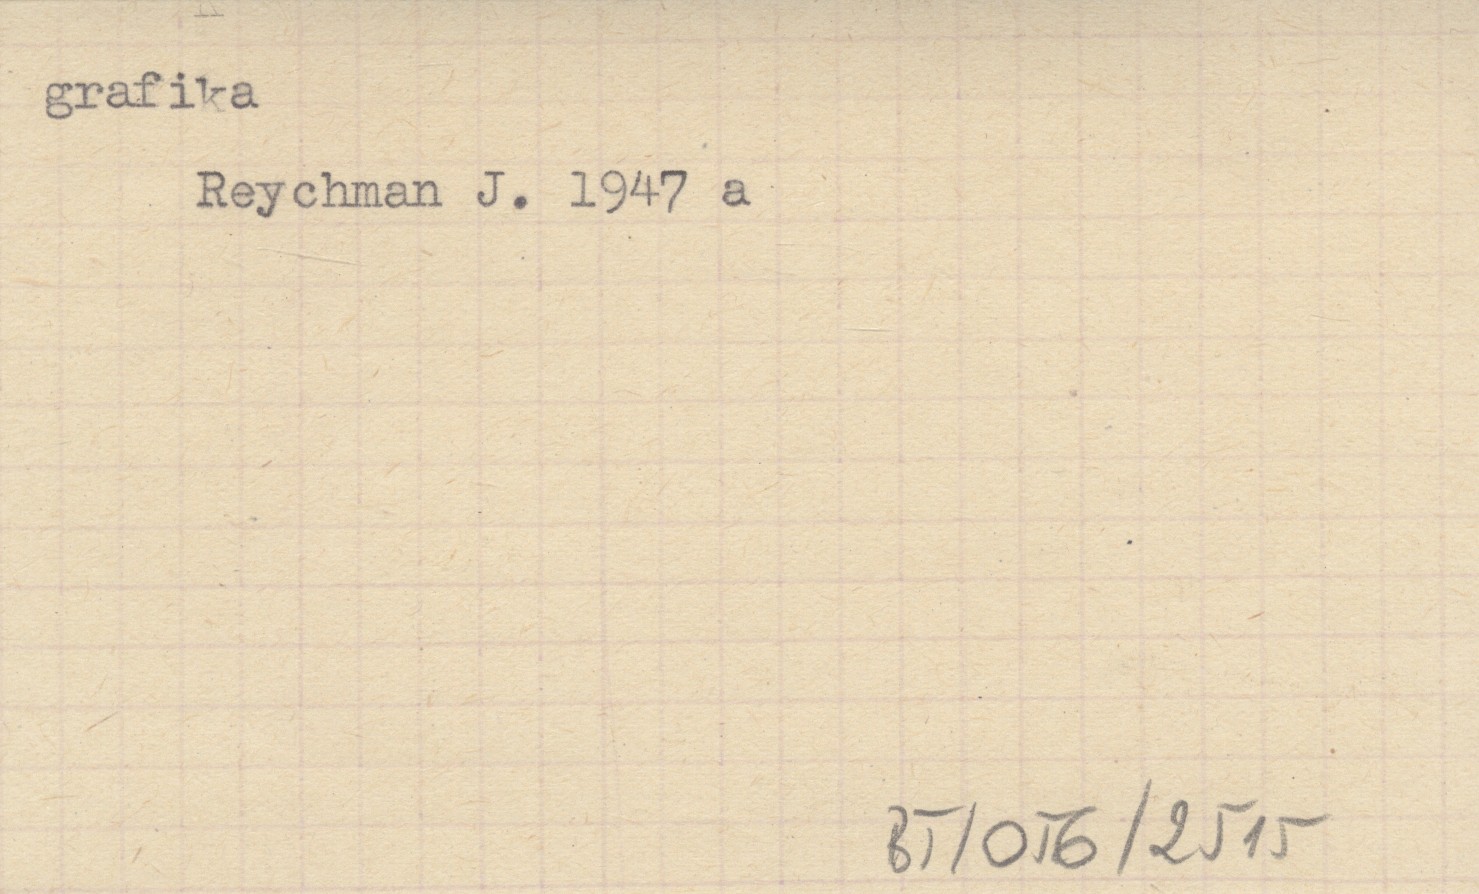 grafika
Reychman J. 1947 a
BT/056/2515